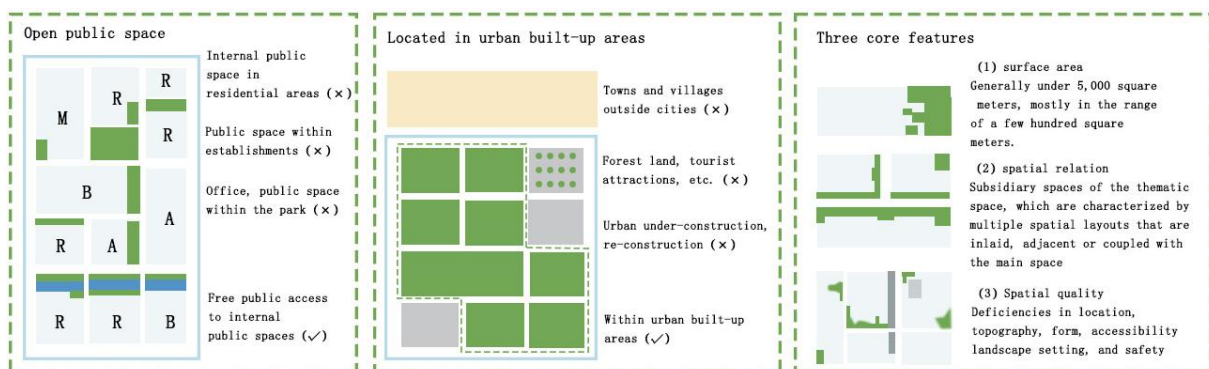 Open public space
Internal public
space in
residential areas (×)
Public space within
establishments (×)
Office, public space
within the park (×)
Free public access
to internal
public spaces (✓)
R
R
M
R
B
A
R
A
R
R
B
Located in urban built-up areas
Towns and villages
outside cities (×)
Forest land, tourist
attractions, etc. (×)
Urban under-construction,
re-construction (×)
Within urban built-up
areas (✓)
Three core features
(1) surface area
Generally under 5,000 square
meters, mostly in the range
of a few hundred square
meters.
(2) spatial relation
Subsidiary spaces of the thematic
space, which are characterized by
multiple spatial layouts that are
inlaid, adjacent or coupled with
the main space
(3) Spatial quality
Deficiencies in location,
topography, form, accessibility
landscape setting, and safety